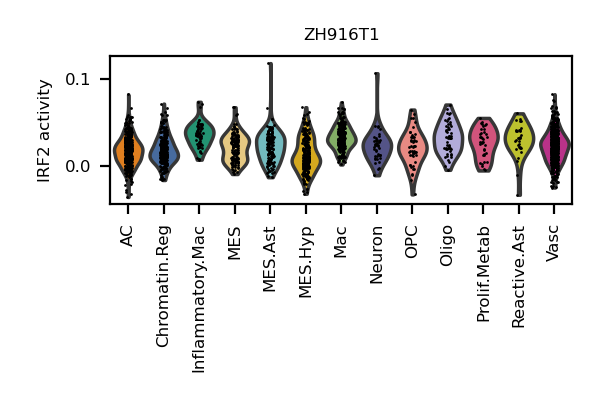 ZH916T1
IRF2 activity
0.1
0.0
AC
Chromatin.Reg
Inflammatory.Mac
MES
MES.Ast
MES.Hyp
Mac
Neuron
OPC
Oligo
Prolif.Metab
Reactive.Ast
Vasc